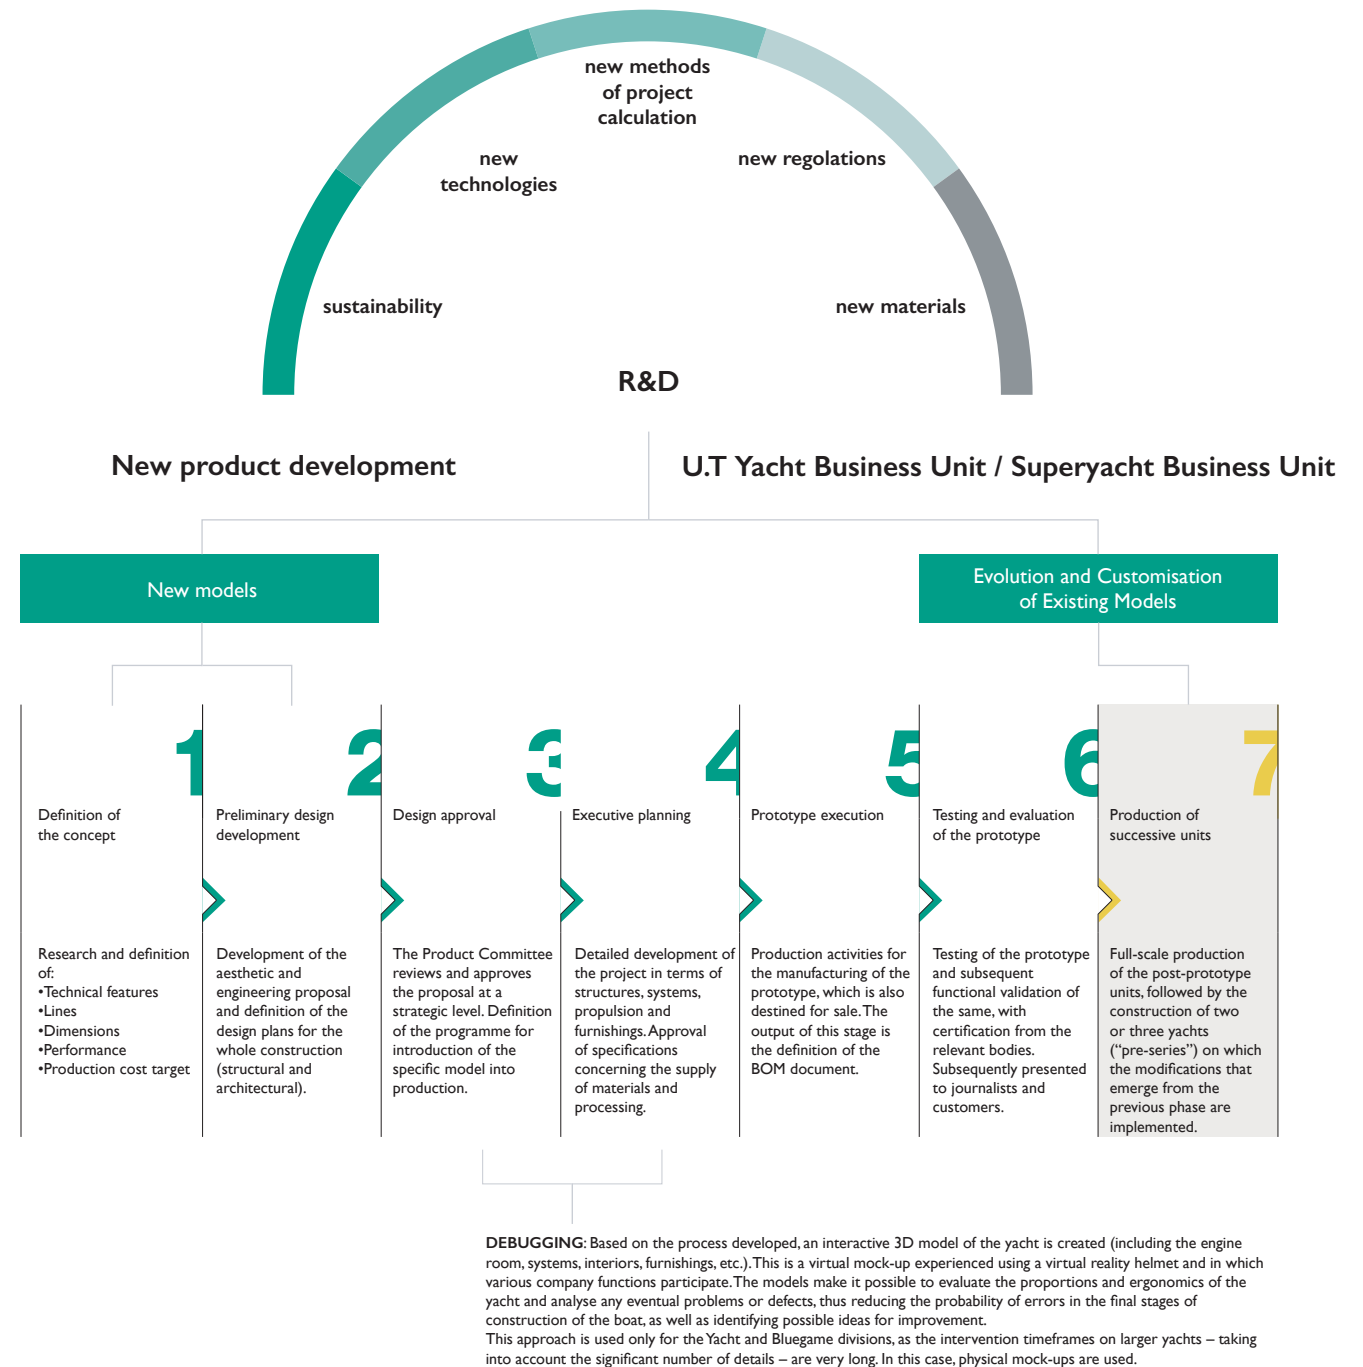 new methods
of project
calculation
new
technologies
new regolations
sustainability
new materials
R&D
New product development
U.T Yacht Business Unit / Superyacht Business Unit
New models
Evolution and Customisation
of Existing Models
1
Definition of
the concept
Research and definition
of:
•Technical features
•Lines
•Dimensions
•Performance
•Production cost target
2
Preliminary design
development
Development of the
aesthetic and
engineering proposal
and definition of the
design plans for the
whole construction
(structural and
architectural).
3
Design approval
The Product Committee
reviews and approves
the proposal at a
strategic level. Definition
of the programme for
introduction of the
specific model into
production.
4
Executive planning
Detailed development of
the project in terms of
structures, systems,
propulsion and
furnishings. Approval
of specifications
concerning the supply
of materials and
processing.
5
Prototype execution
Production activities for
the manufacturing of the
prototype, which is also
destined for sale. The
output of this stage is
the definition of the
BOM document.
6
Testing and evaluation
of the prototype
Testing of the prototype
and subsequent
functional validation of
the same, with
certification from the
relevant bodies.
Subsequently presented
to journalists and
customers.
7
Production of
successive units
Full-scale production
of the post-prototype
units, followed by the
construction of two
or three yachts
(“pre-series”) on which
the modifications that
emerge from the
previous phase are
implemented.
DEBUGGING: Based on the process developed, an interactive 3D model of the yacht is created (including the engine
room, systems, interiors, furnishings, etc.). This is a virtual mock-up experienced using a virtual reality helmet and in which
various company functions participate. The models make it possible to evaluate the proportions and ergonomics of the
yacht and analyse any eventual problems or defects, thus reducing the probability of errors in the final stages of
construction of the boat, as well as identifying possible ideas for improvement.
This approach is used only for the Yacht and Bluegame divisions, as the intervention timeframes on larger yachts – taking
into account the significant number of details – are very long. In this case, physical mock-ups are used.